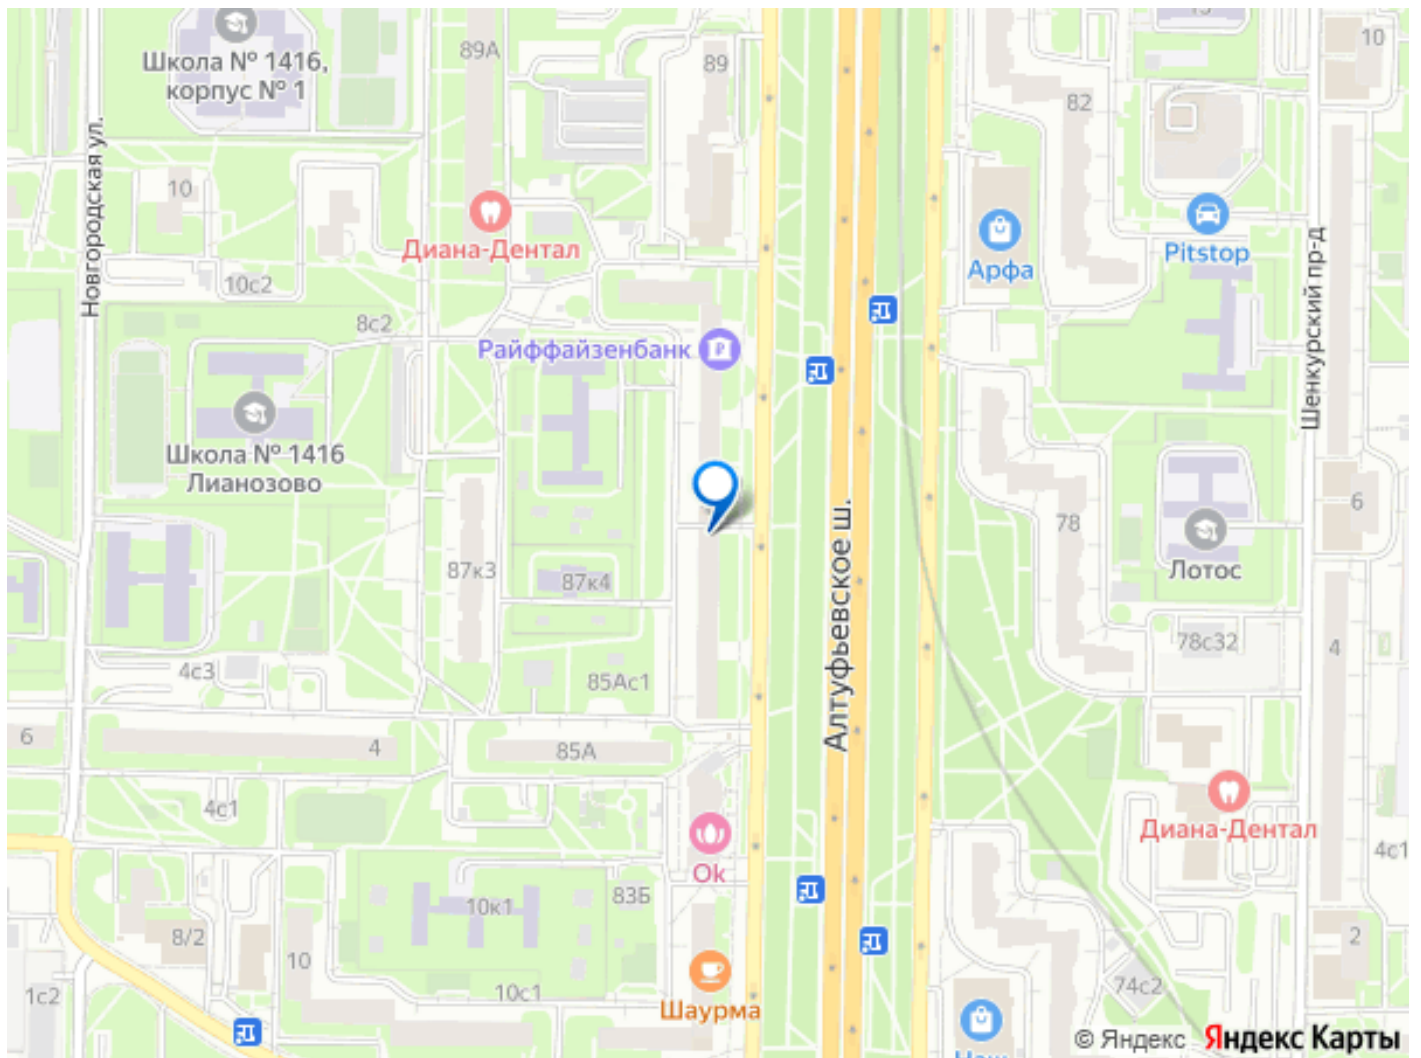 Школа № 1416,
корпус № 1
89А
89
10
82
Новгородская ул.
10
Диана-Дентал
Арфа
Pitstop
Шенкурский пр-д
10с2
8с2
Райффайзенбанк
Школа № 1416
Лианозово
6
78
Лотос
87к3
87к4
Алтуфьевское ш.
78с32
4
4с3
85Ас1
6
4
85А
4с1
Диана-Дентал
4с1
Ok
83Б
10к1
8/2
10
2
1с2
10с1
Шаурма
74с2
© Яндекс Яндекс Карты